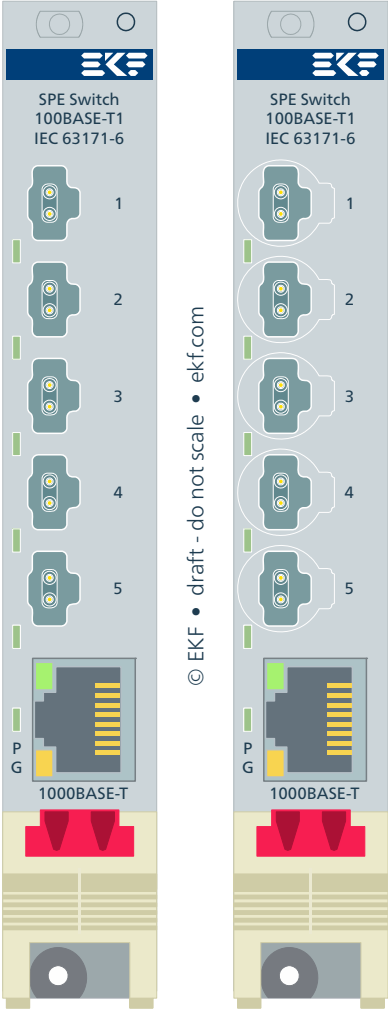 EKF
SPE Switch
100BASE-T1
IEC 63171-6
1
2
3
4
5
P
G
1000BASE-T
© EKF • draft - do not scale • ekf.com
EKF
SPE Switch
100BASE-T1
IEC 63171-6
1
2
3
4
5
P
G
1000BASE-T